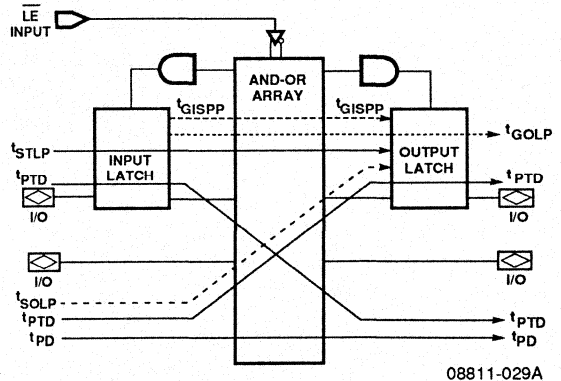 LE
INPUT
AND-OR
ARRAY
tGISPP
tGISPP
tGOLP
tSTLP
INPUT
LATCH
OUTPUT
LATCH
tPTD
tPTD
I/O
I/O
I/O
I/O
tSOLP
tPTD
tPTD
tPD
tPD
08811-029A